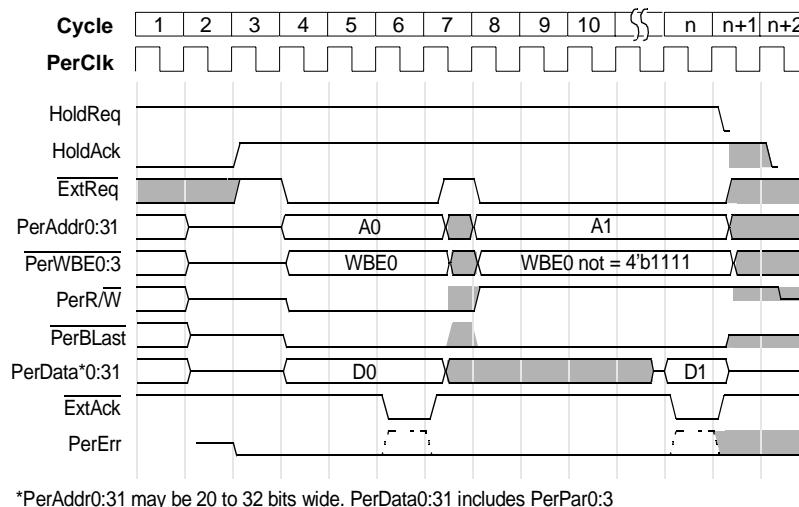 Cycle 1 2 3 4 5 6 7 8 9 10 n n+1 n+2
PerClk
HoldReq
HoldAck
ExtReq
PerAddr0:31 A0 A1
PerWBE0:3 WBE0 WBE0 not = 4'b1111
PerR/W
PerBLast
PerData*0:31 D0 D1
ExtAck
PerErr
*PerAddr0:31 may be 20 to 32 bits wide. PerData0:31 includes PerPar0:3